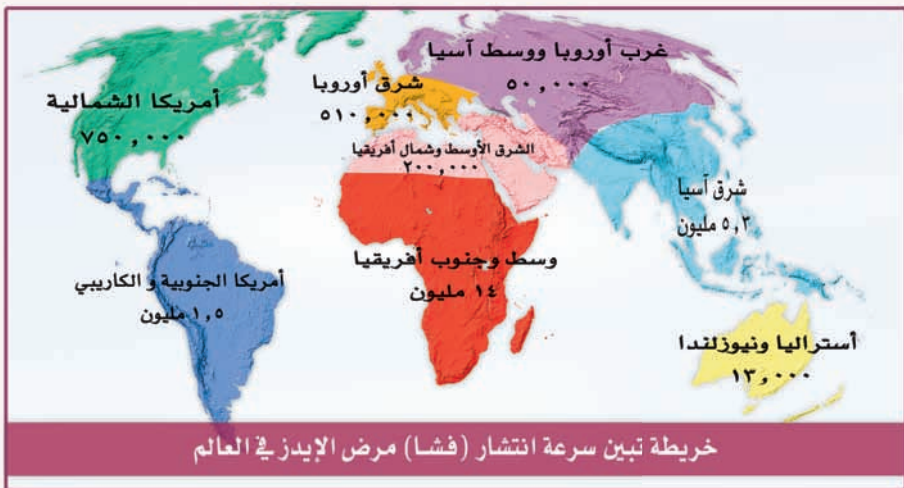 غرب أوروبا ووسط آسيا
٥٠,٠٠٠
شرق أوروبا
٥١٠,٠٠٠
أمريكا الشمالية
٧٥٠,٠٠٠
الشرق الأوسط وشمال أفريقيا
٢٠٠,٠٠٠
شرق آسيا
٥,٣ مليون
وسط وجنوب أفريقيا
١٤ مليون
أمريكا الجنوبية و الكاريبي
١,٥ مليون
أستراليا ونيوزلندا
١٣,٠٠٠
خريطة تبين سرعة انتشار (فشا) مرض الإيدز في العالم